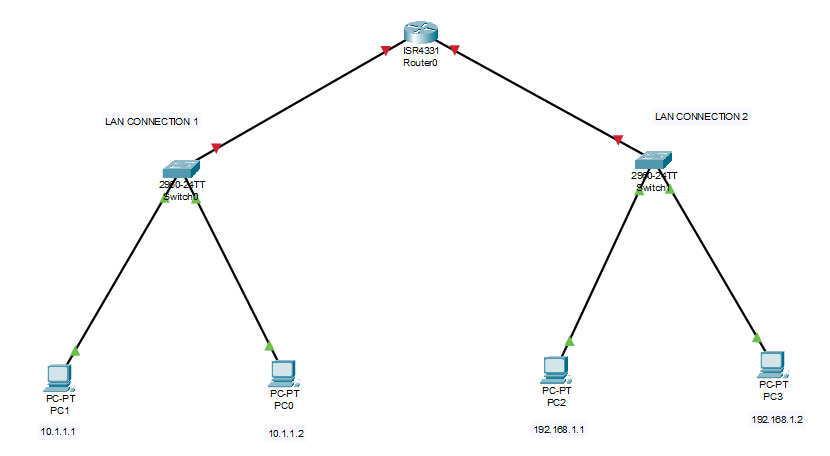 ISR4331
Router0
LAN CONNECTION 1
LAN CONNECTION 2
2960-24TT
Switch0
2960-24TT
Switch1
PC-PT
PC1
PC-PT
PC0
PC-PT
PC2
PC-PT
PC3
10.1.1.1
10.1.1.2
192.168.1.1
192.168.1.2